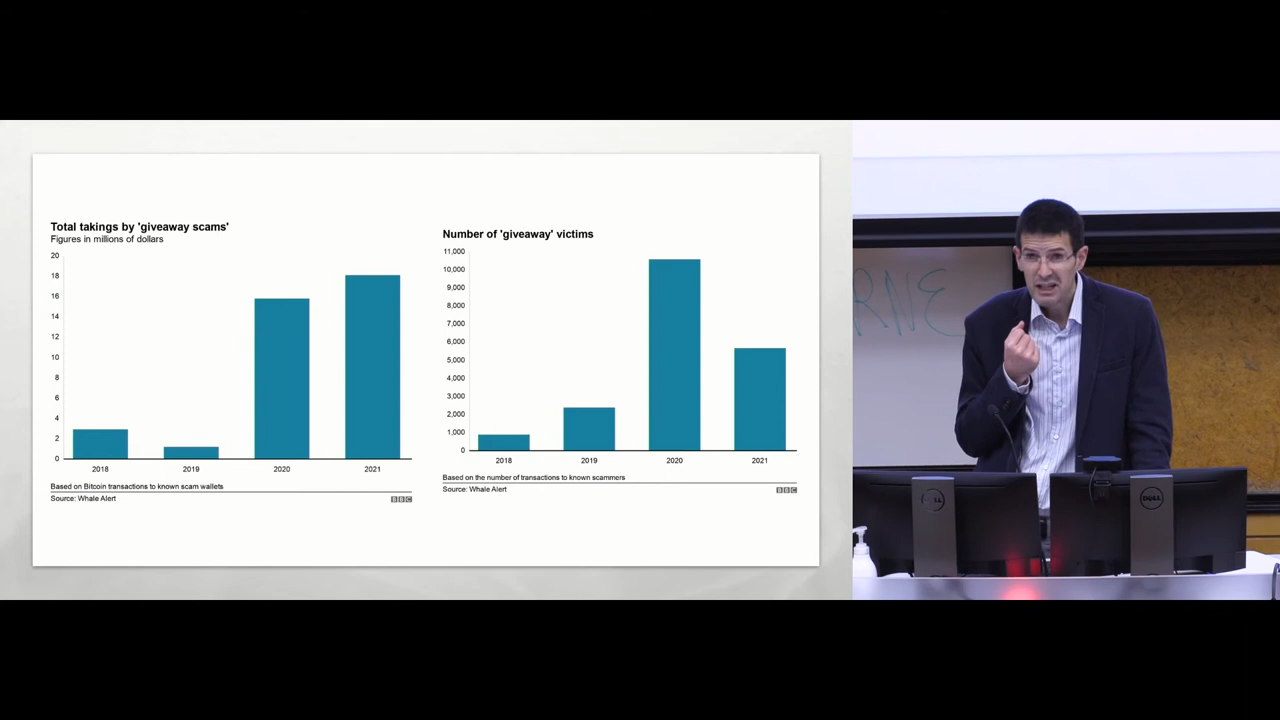 Total takings by 'giveaway scams'
Figures in millions of dollars
20
18
16
14
12
10
8
6
4
2
0
2018 2019 2020 2021
Based on Bitcoin transactions to known scam wallets
Source: Whale Alert
BBC
Number of 'giveaway' victims
11,000
10,000
9,000
8,000
7,000
6,000
5,000
4,000
3,000
2,000
1,000
0
2018 2019 2020 2021
Based on the number of transactions to known scammers
Source: Whale Alert
BBC
RNE
DELL
DELL